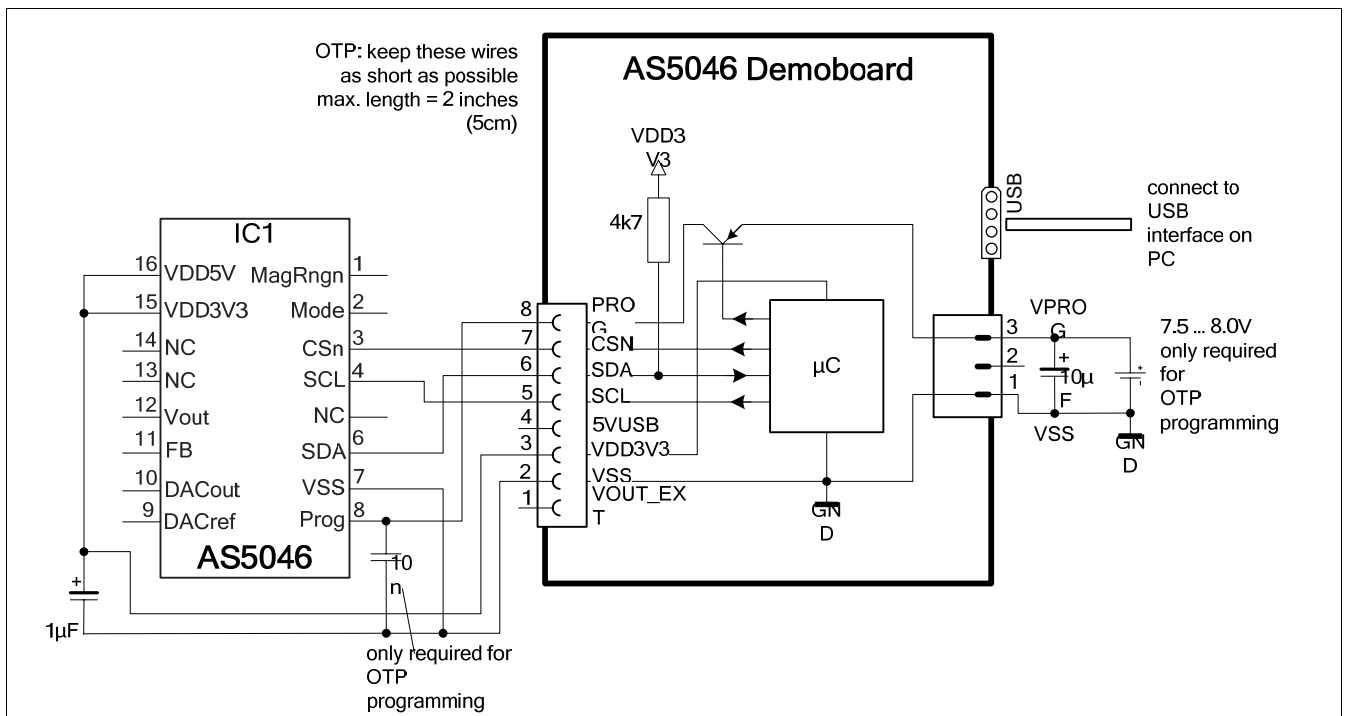 OTP: keep these wires
as short as possible
max. length = 2 inches
(5cm)
AS5046 Demoboard
VDD3
V3
4k7
USB
connect to
USB
interface on
PC
IC1
16 VDD5V
15 VDD3V3
14 NC
13 NC
12 Vout
11 FB
10 DACout
9 DACref
MagRngn 1
Mode 2
CSn 3
SCL 4
NC
SDA 6
VSS 7
Prog 8
AS5046
+
1µF
10
n
only required for
OTP
programming
8 PRO
G
7 CSN
6 SDA
5 SCL
4 5VUSB
3 VDD3V3
2 VSS
1 VOUT_EX
T
µC
GN
D
3
2
1
VPRO
G
+
10µ
F
VSS
+
-
GN
D
7.5 ... 8.0V
only required
for
OTP
programming